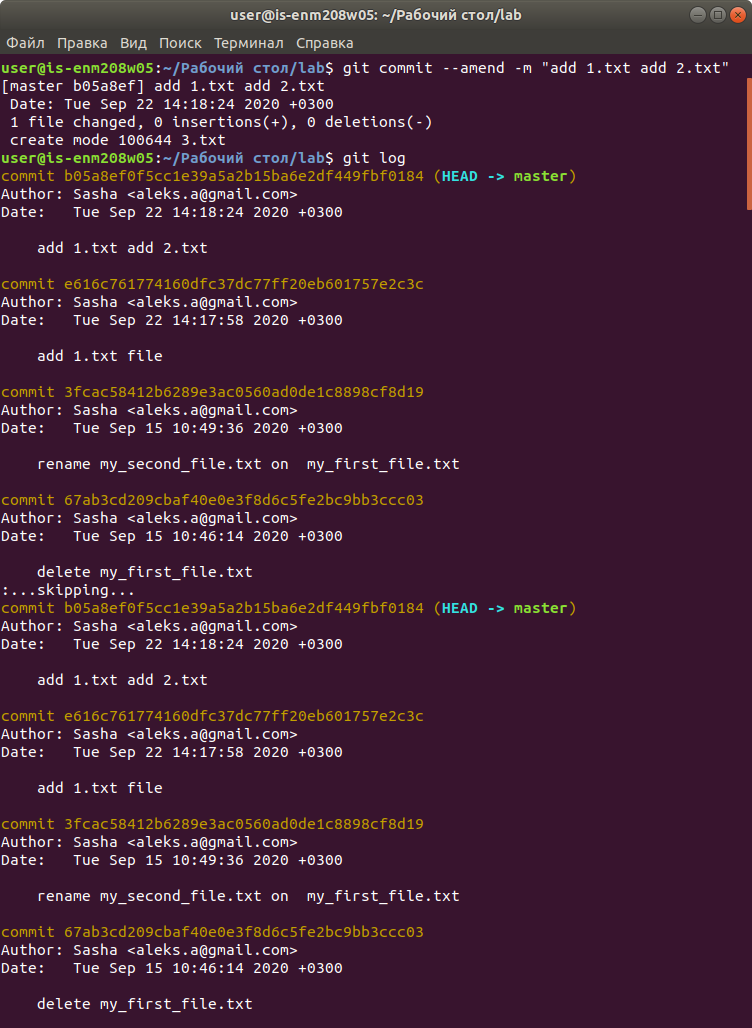 user@is-enm208w05: ~/Рабочий стол/lab
Файл Правка Вид Поиск Терминал Справка
user@is-enm208w05:~/Рабочий стол/lab$ git commit --amend -m "add 1.txt add 2.txt"
[master b05a8ef] add 1.txt add 2.txt
 Date: Tue Sep 22 14:18:24 2020 +0300
 1 file changed, 0 insertions(+), 0 deletions(-)
 create mode 100644 3.txt
user@is-enm208w05:~/Рабочий стол/lab$ git log
commit b05a8ef0f5cc1e39a5a2b15ba6e2df449fbf0184 (HEAD -> master)
Author: Sasha <aleks.a@gmail.com>
Date:   Tue Sep 22 14:18:24 2020 +0300

    add 1.txt add 2.txt

commit e616c761774160dfc37dc77ff20eb601757e2c3c
Author: Sasha <aleks.a@gmail.com>
Date:   Tue Sep 22 14:17:58 2020 +0300

    add 1.txt file

commit 3fcac58412b6289e3ac0560ad0de1c8898cf8d19
Author: Sasha <aleks.a@gmail.com>
Date:   Tue Sep 15 10:49:36 2020 +0300

    rename my_second_file.txt on  my_first_file.txt

commit 67ab3cd209cbaf40e0e3f8d6c5fe2bc9bb3ccc03
Author: Sasha <aleks.a@gmail.com>
Date:   Tue Sep 15 10:46:14 2020 +0300

    delete my_first_file.txt
:...skipping...
commit b05a8ef0f5cc1e39a5a2b15ba6e2df449fbf0184 (HEAD -> master)
Author: Sasha <aleks.a@gmail.com>
Date:   Tue Sep 22 14:18:24 2020 +0300

    add 1.txt add 2.txt

commit e616c761774160dfc37dc77ff20eb601757e2c3c
Author: Sasha <aleks.a@gmail.com>
Date:   Tue Sep 22 14:17:58 2020 +0300

    add 1.txt file

commit 3fcac58412b6289e3ac0560ad0de1c8898cf8d19
Author: Sasha <aleks.a@gmail.com>
Date:   Tue Sep 15 10:49:36 2020 +0300

    rename my_second_file.txt on  my_first_file.txt

commit 67ab3cd209cbaf40e0e3f8d6c5fe2bc9bb3ccc03
Author: Sasha <aleks.a@gmail.com>
Date:   Tue Sep 15 10:46:14 2020 +0300

    delete my_first_file.txt